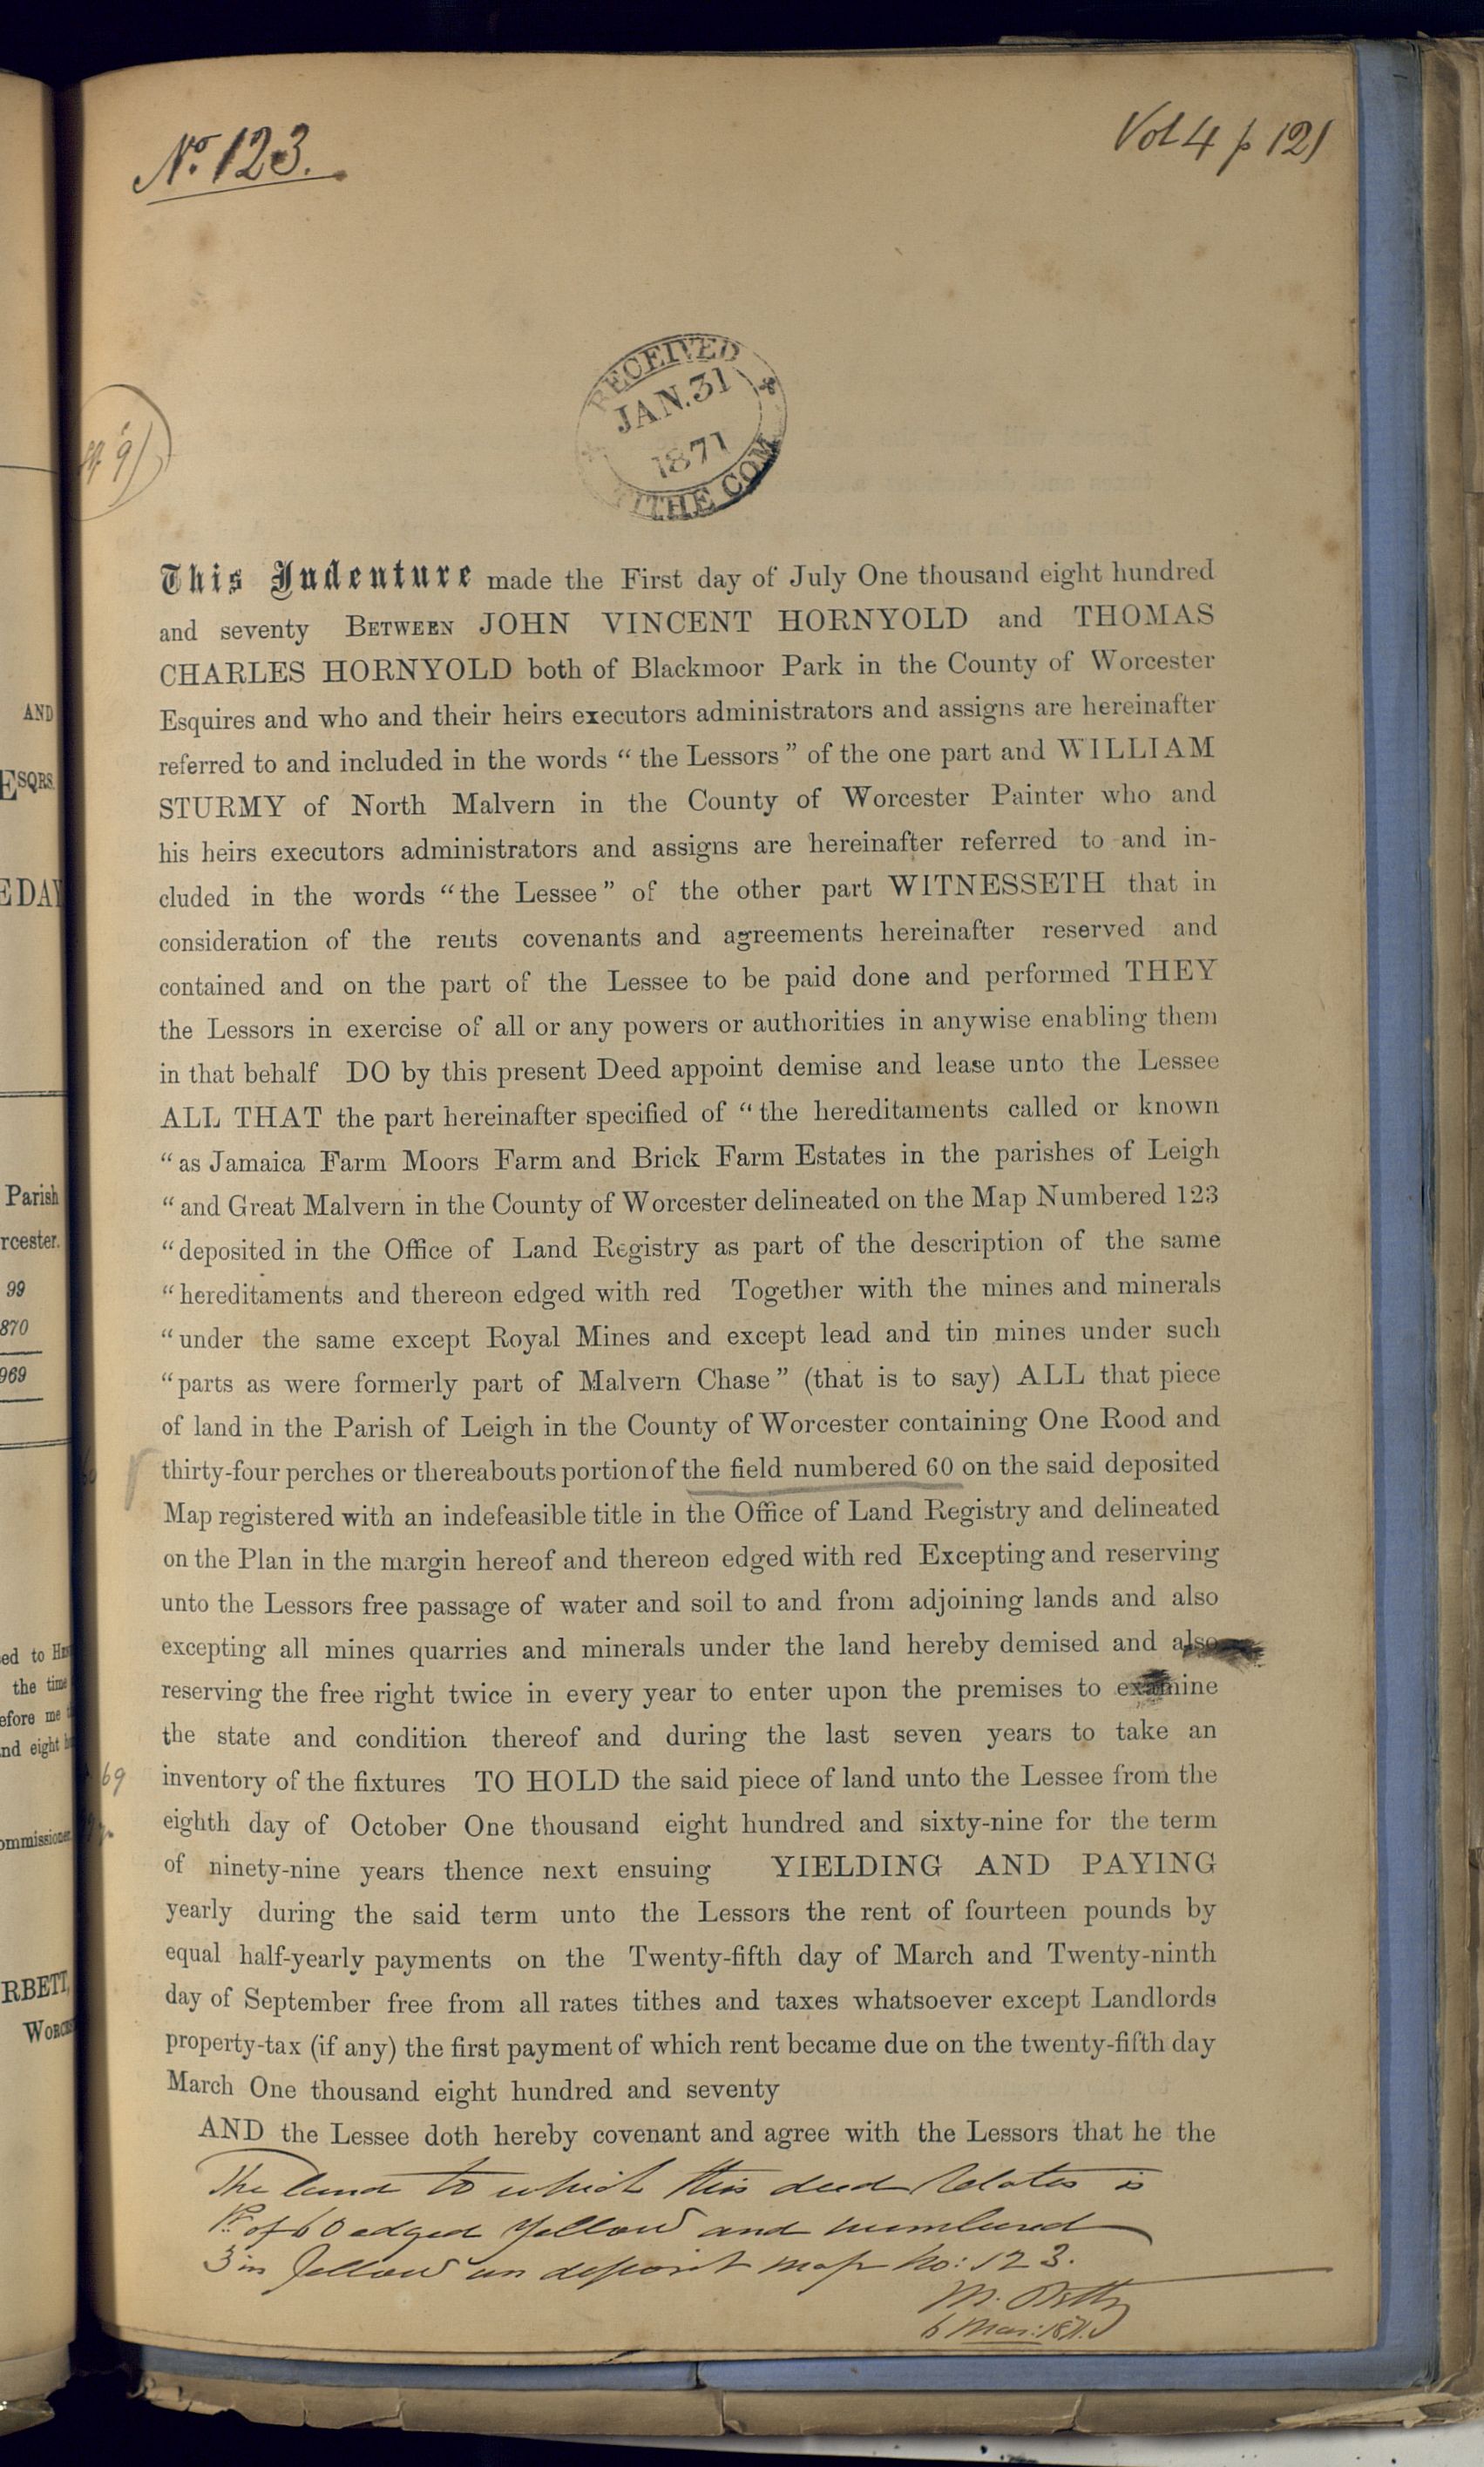 No. 123.
Vol 4 p 121
RECEIVED
JAN. 31
1871
TITHE COM
This Indenture made the First day of July One thousand eight hundred
and seventy BETWEEN JOHN VINCENT HORNYOLD and THOMAS
CHARLES HORNYOLD both of Blackmoor Park in the County of Worcester
Esquires and who and their heirs executors administrators and assigns are hereinafter
referred to and included in the words “the Lessors” of the one part and WILLIAM
STURMY of North Malvern in the County of Worcester Painter who and
his heirs executors administrators and assigns are hereinafter referred to and in-
cluded in the words “the Lessee” of the other part WITNESSETH that in
consideration of the rents covenants and agreements hereinafter reserved and
contained and on the part of the Lessee to be paid done and performed THEY
the Lessors in exercise of all or any powers or authorities in anywise enabling them
in that behalf DO by this present Deed appoint demise and lease unto the Lessee
ALL THAT the part hereinafter specified of “the hereditaments called or known
“as Jamaica Farm Moors Farm and Brick Farm Estates in the parishes of Leigh
“and Great Malvern in the County of Worcester delineated on the Map Numbered 123
“deposited in the Office of Land Registry as part of the description of the same
“hereditaments and thereon edged with red Together with the mines and minerals
“under the same except Royal Mines and except lead and tin mines under such
“parts as were formerly part of Malvern Chase” (that is to say) ALL that piece
of land in the Parish of Leigh in the County of Worcester containing One Rood and
thirty-four perches or thereabouts portion of the field numbered 60 on the said deposited
Map registered with an indefeasible title in the Office of Land Registry and delineated
on the Plan in the margin hereof and thereon edged with red Excepting and reserving
unto the Lessors free passage of water and soil to and from adjoining lands and also
excepting all mines quarries and minerals under the land hereby demised and also
reserving the free right twice in every year to enter upon the premises to examine
the state and condition thereof and during the last seven years to take an
inventory of the fixtures TO HOLD the said piece of land unto the Lessee from the
eighth day of October One thousand eight hundred and sixty-nine for the term
of ninety-nine years thence next ensuing YIELDING AND PAYING
yearly during the said term unto the Lessors the rent of fourteen pounds by
equal half-yearly payments on the Twenty-fifth day of March and Twenty-ninth
day of September free from all rates tithes and taxes whatsoever except Landlords
property-tax (if any) the first payment of which rent became due on the twenty-fifth day
March One thousand eight hundred and seventy
AND the Lessee doth hereby covenant and agree with the Lessors that he the
The land to which this deed relates is
Pt. of 60 edged Yellow and numbered
3 in Yellow on deposit map No: 123.
6 Mar: 1871.
AND
ESQRS.
EDAY
Parish
rcester.
99
870
969
ed to
the time
efore me
nd eight
69
ommissioner
RBETT,